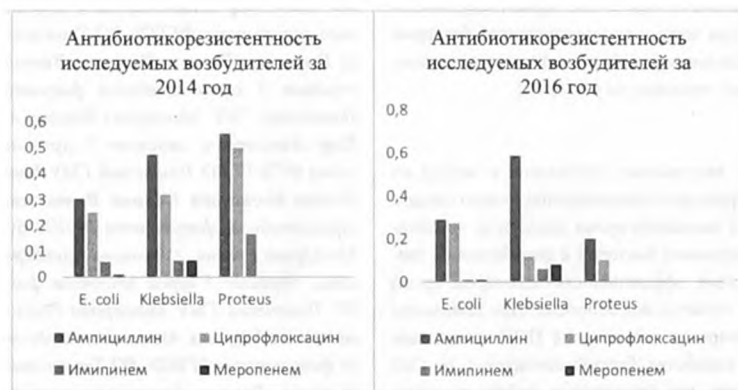 Антибиотикорезистентность
исследуемых возбудителей за
2014 год
0,6
0,5
0,4
0,3
0,2
0,1
0
E. coli Klebsiella Proteus
Ампициллин Ципрофлоксацин
Имипинем Меропенем
Антибиотикорезистентность
исследуемых возбудителей за
2016 год
0,8
0,6
0,4
0,2
0
E. coli Klebsiella Proteus
Ампициллин Ципрофлоксацин
Имипинем Меропенем